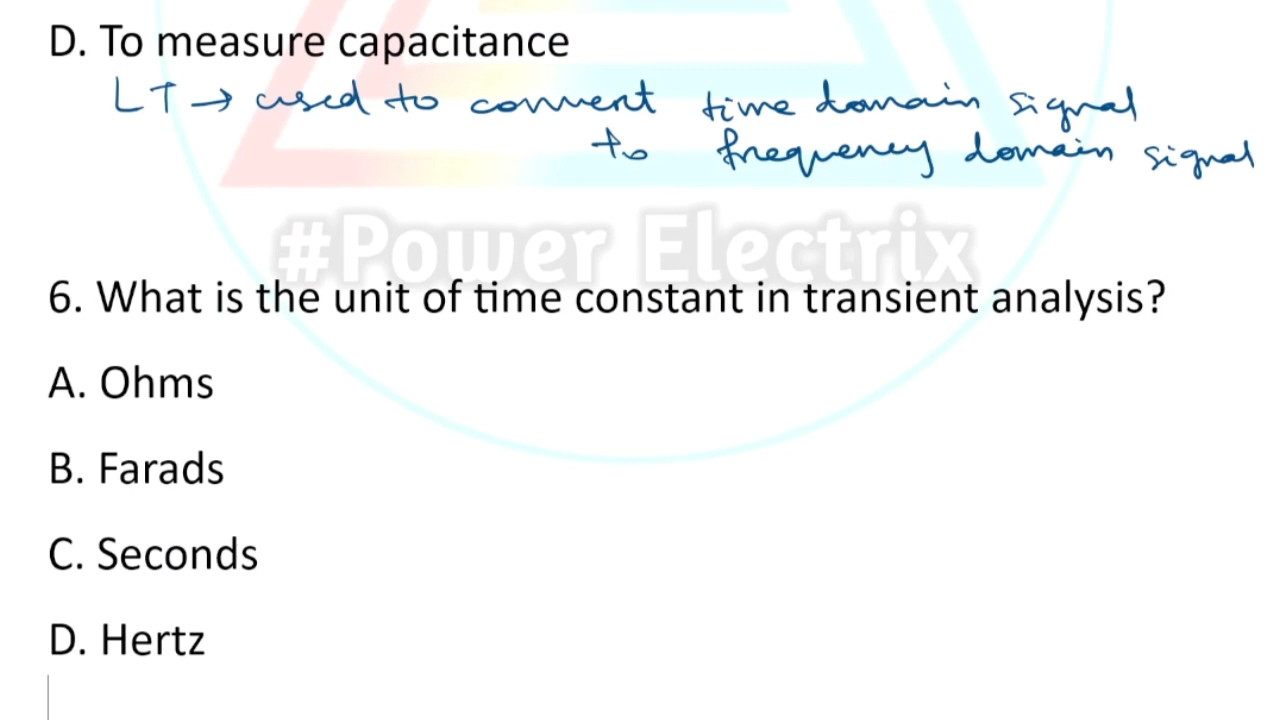 D. To measure capacitance
LT → used to convert time domain signal
to frequency domain signal
#Power Electrix
6. What is the unit of time constant in transient analysis?
A. Ohms
B. Farads
C. Seconds
D. Hertz